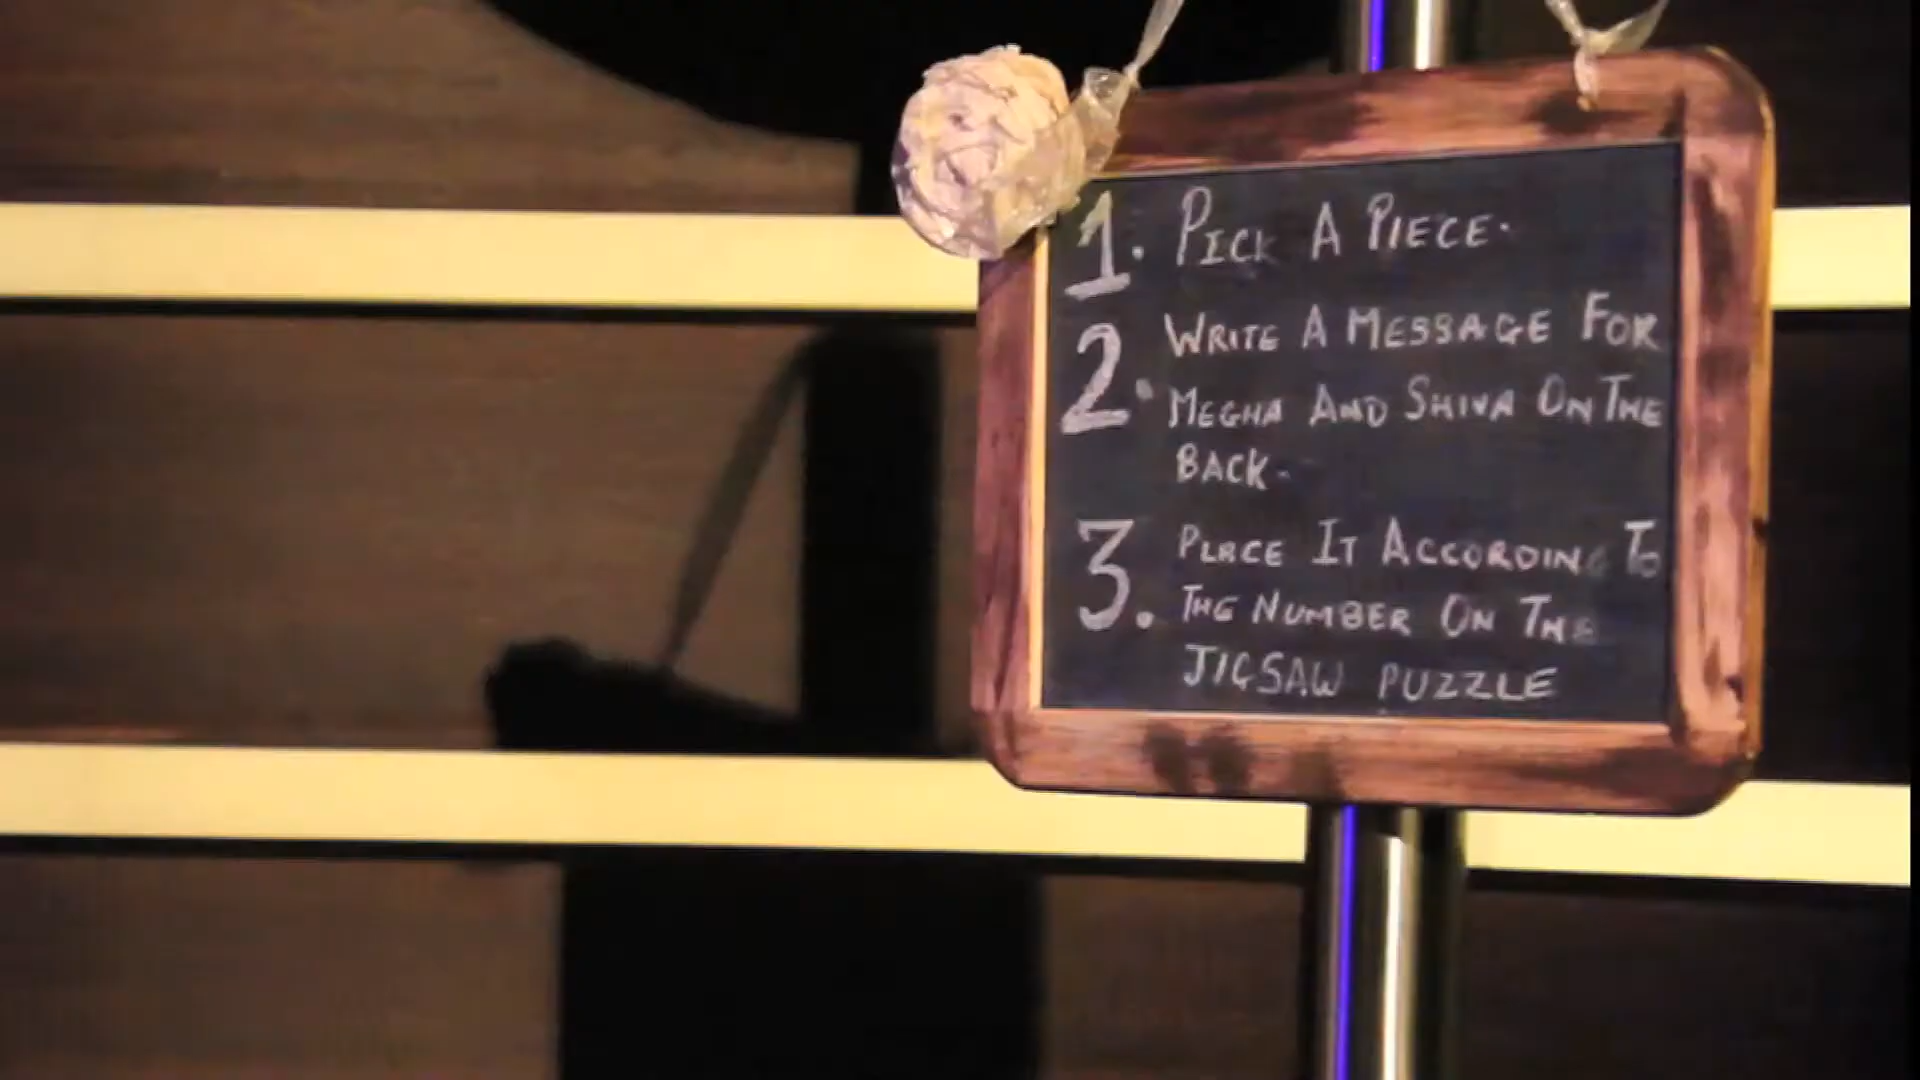 1. PICK A PIECE.
2. WRITE A MESSAGE FOR
MEGHA AND SHIVA ON THE
BACK.
3. PLACE IT ACCORDING TO
THE NUMBER ON THE
JIGSAW PUZZLE